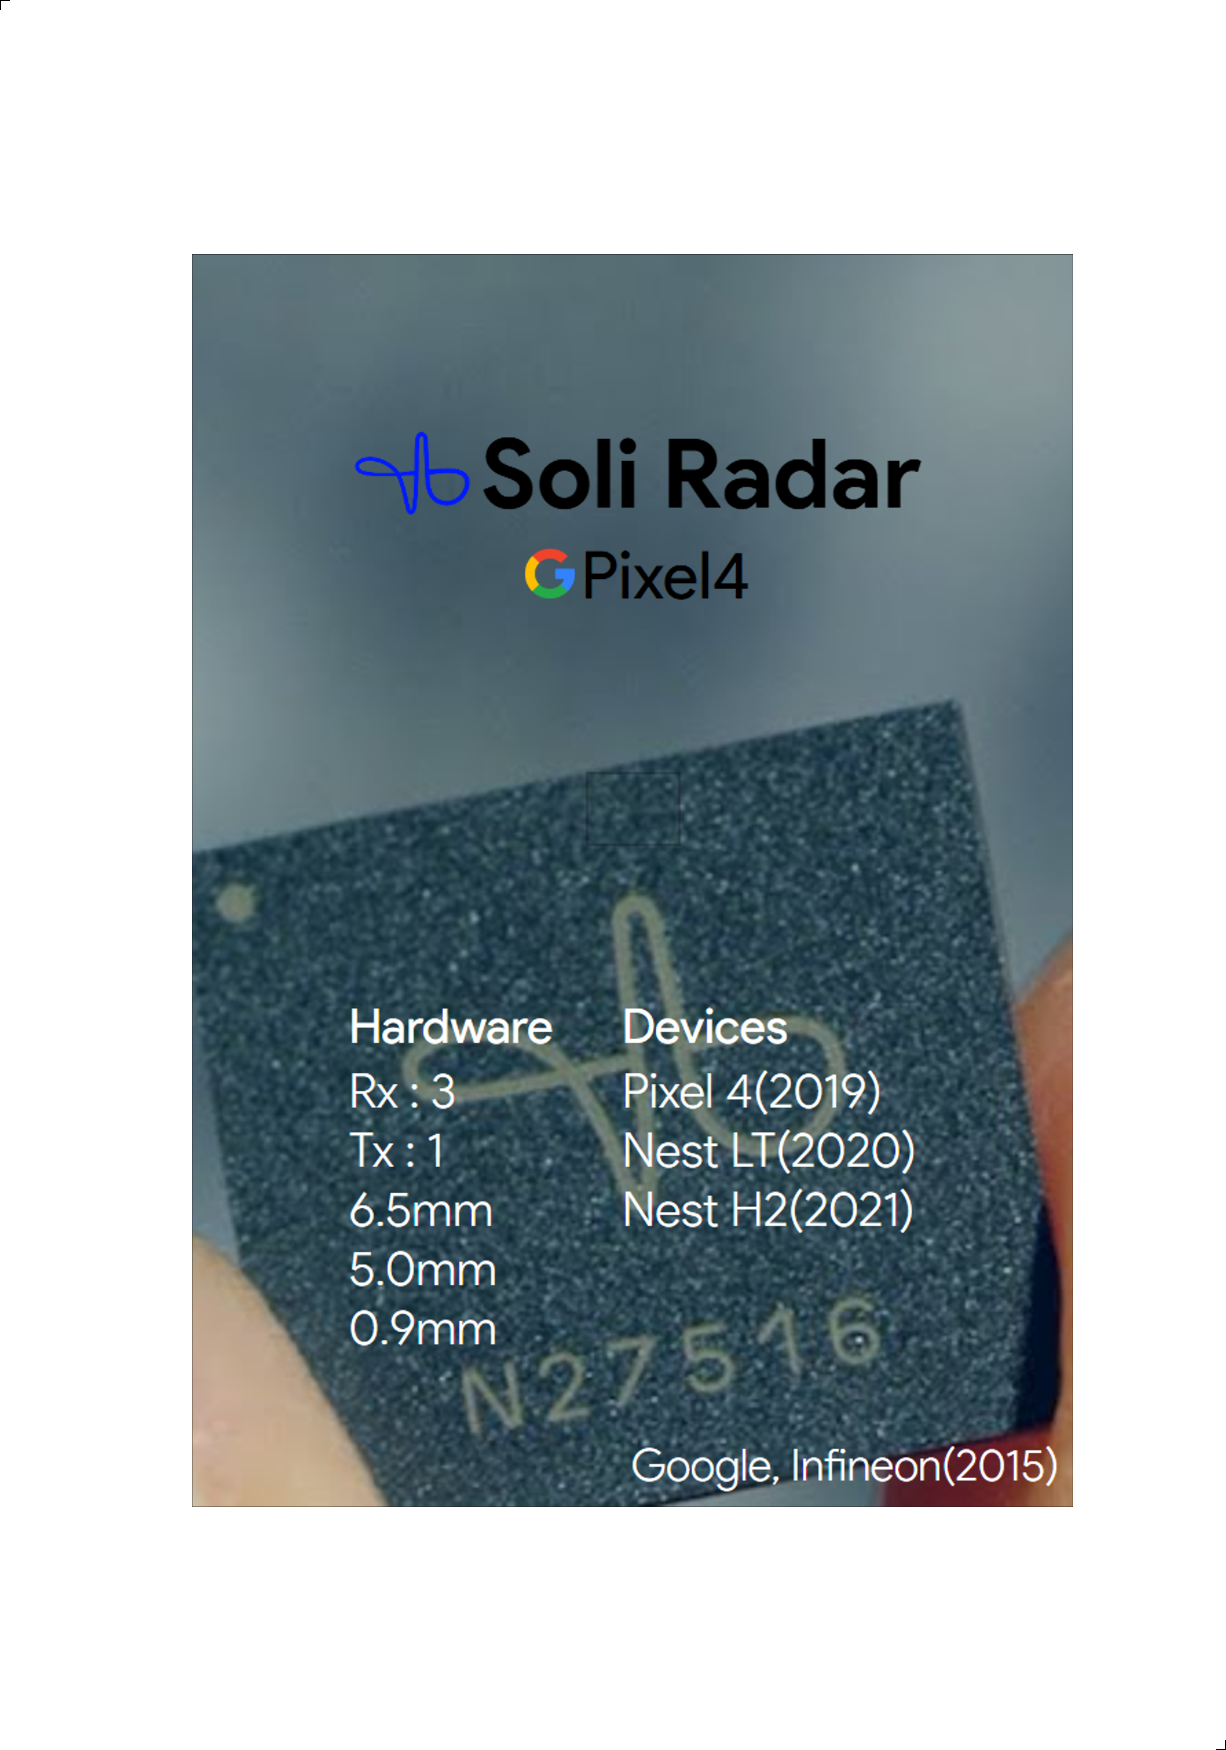 Soli Radar
Pixel4
Hardware
Rx : 3
Tx : 1
6.5mm
5.0mm
0.9mm
Devices
Pixel 4(2019)
Nest LT(2020)
Nest H2(2021)
N27516
Google, Infineon(2015)